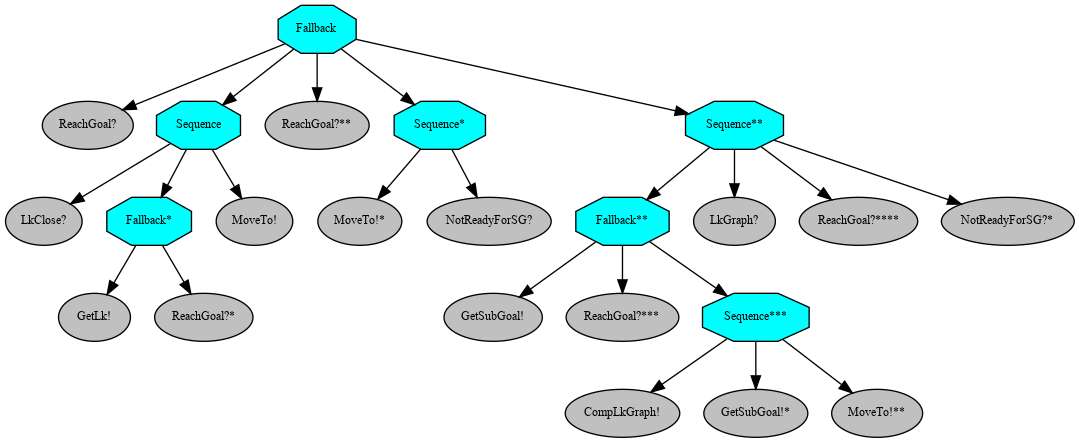 Fallback
ReachGoal?
Sequence
ReachGoal?**
Sequence*
Sequence**
LkClose?
Fallback*
MoveTo!
MoveTo!*
NotReadyForSG?
Fallback**
LkGraph?
ReachGoal?****
NotReadyForSG?*
GetLk!
ReachGoal?*
GetSubGoal!
ReachGoal?***
Sequence***
CompLkGraph!
GetSubGoal!*
MoveTo!**